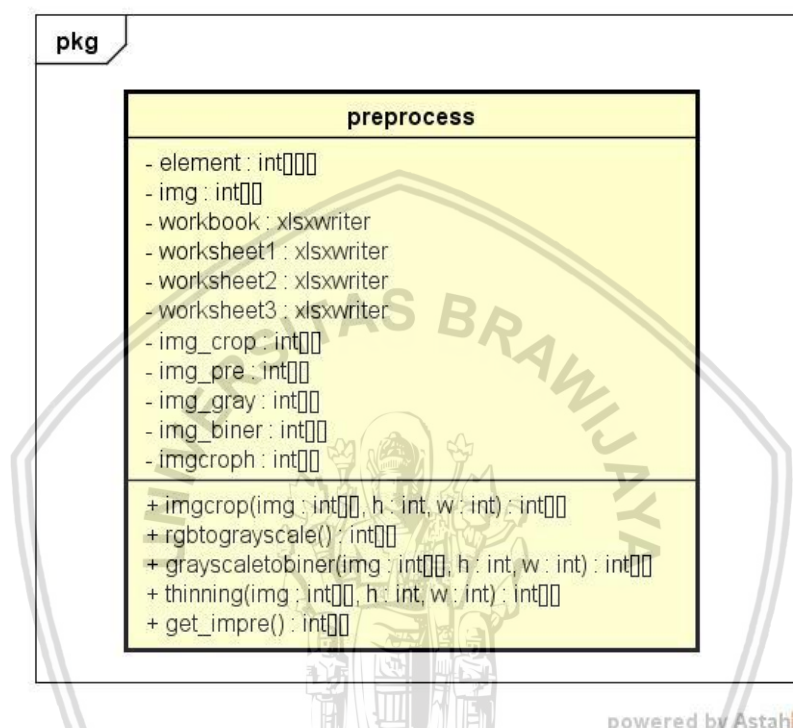 pkg
preprocess
- element : int[][][]
- img : int[][]
- workbook : xlsxwriter
- worksheet1 : xlsxwriter
- worksheet2 : xlsxwriter
- worksheet3 : xlsxwriter
- img_crop : int[][]
- img_pre : int[][]
- img_gray : int[][]
- img_biner : int[][]
- imgcroph : int[][]
+ imgcrop(img : int[][], h : int, w : int) : int[][]
+ rgbtograyscale() : int[][]
+ grayscaletobiner(img : int[][], h : int, w : int) : int[][]
+ thinning(img : int[][], h : int, w : int) : int[][]
+ get_impre() : int[][]
UNIVERSITAS BRAWIJAYA
powered by Astah